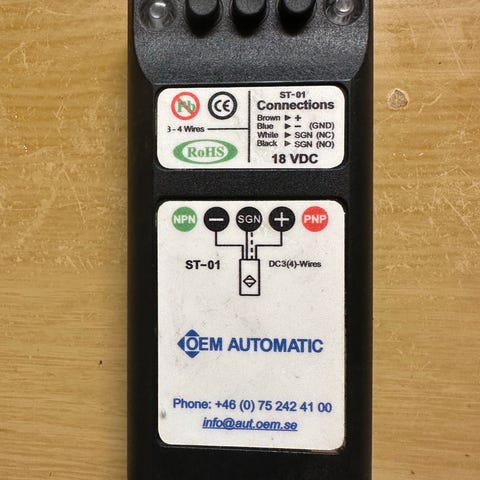 ST-01
Pb CE Connections
Brown ▶ +
Blue ▶ – (GND)
3 - 4 Wires White ▶ SGN (NC)
Black ▶ SGN (NO)
RoHS 18 VDC
NPN – SGN + PNP
ST-01 DC3(4)-Wires
OEM AUTOMATIC
Phone: +46 (0) 75 242 41 00
info@aut.oem.se